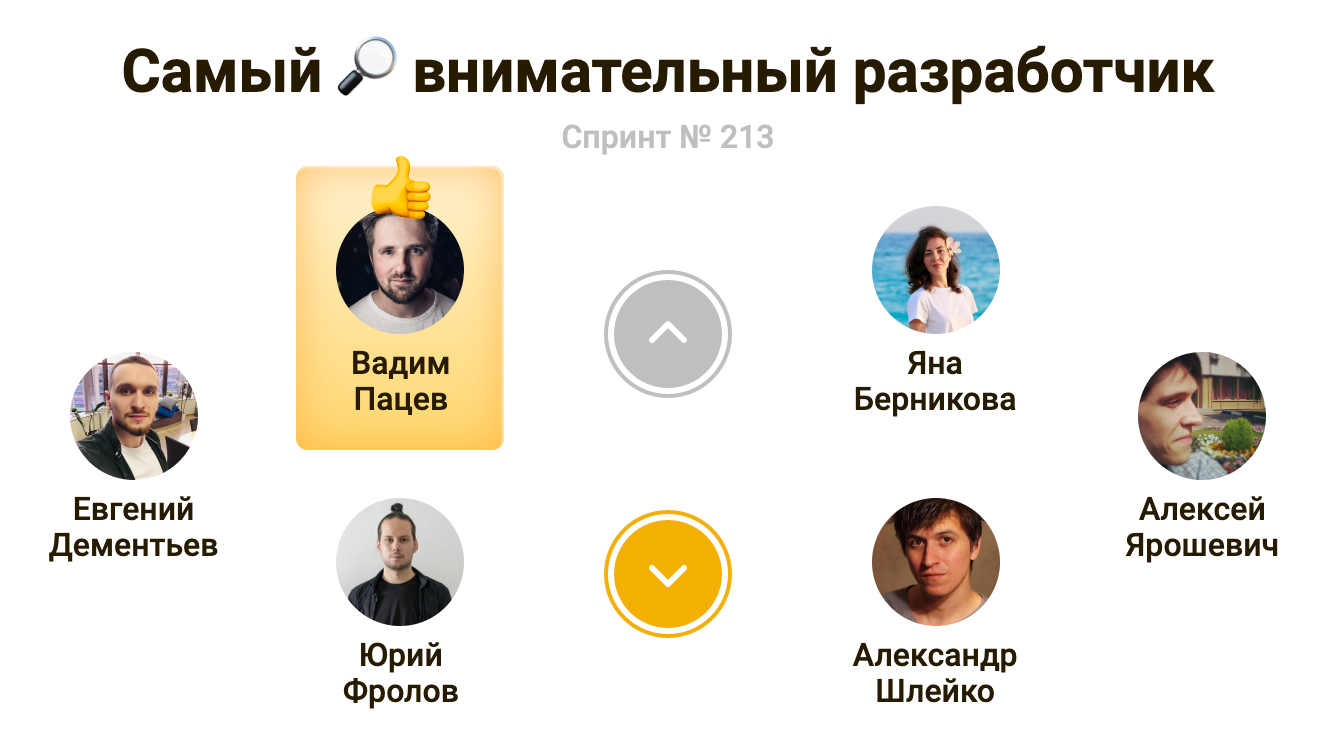 Самый 🔎 внимательный разработчик
Спринт № 213
Вадим
Пацев
Яна
Берникова
Евгений
Дементьев
Алексей
Ярошевич
Юрий
Фролов
Александр
Шлейко